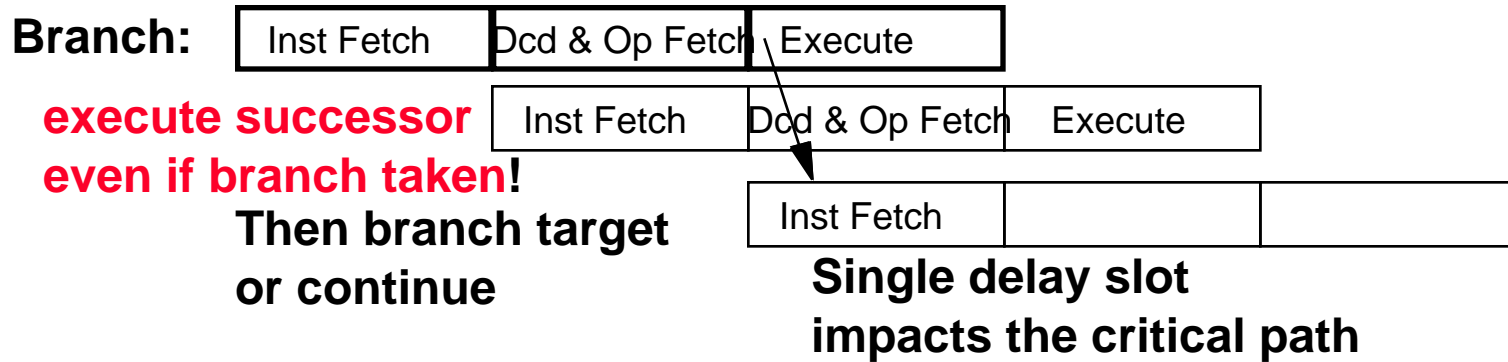 Branch: Inst Fetch Dcd & Op Fetch Execute
execute successor Inst Fetch Dcd & Op Fetch Execute
even if branch taken!
Inst Fetch
Then branch target
or continue
Single delay slot
impacts the critical path